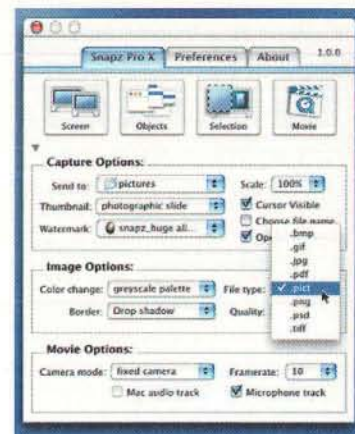 Snapz Pro X Preferences About 1.0.0
Screen Objects Selection Movie
Capture Options:
Send to: pictures Scale: 100%
Thumbnail: photographic slide Cursor Visible
Choose file name
Watermark: snapz_huge ali... Ope
.bmp
.gif
.jpg
.pdf
.pict
.png
.psd
.tiff
Image Options:
Color change: greyscale palette File type:
Border: Drop shadow Quality:
Movie Options:
Camera mode: fixed camera Framerate: 10
Mac audio track Microphone track